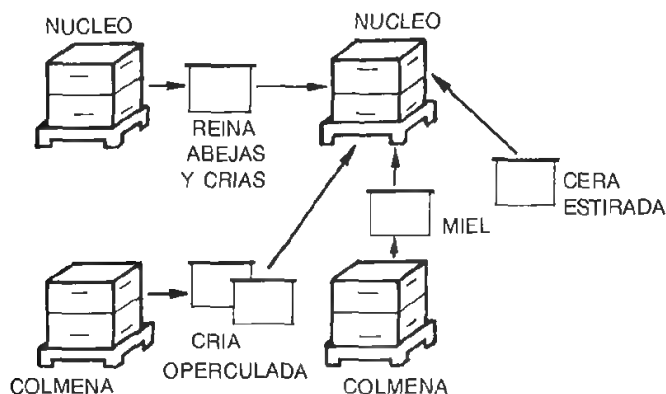 NUCLEO
NUCLEO
REINA
ABEJAS
Y CRIAS
CERA
ESTIRADA
MIEL
CRIA
OPERCULADA
COLMENA
COLMENA